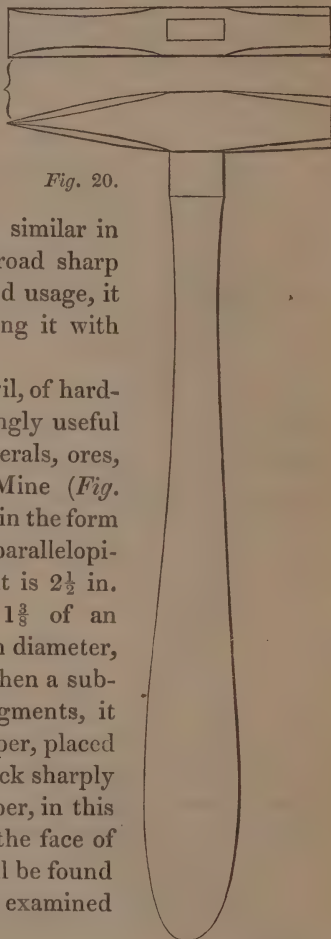 Fig. 20.
similar in
road sharp
d usage, it
ng it with
il, of hard-
ngly useful
erals, ores,
Mine (Fig.
in the form
parallelopi-
t is 2½ in.
1⅜ of an
n diameter,
hen a sub-
gments, it
per, placed
ck sharply
per, in this
the face of
l be found
examined